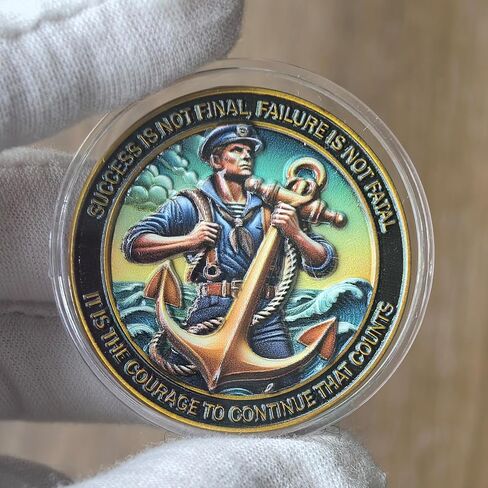 SUCCESS IS NOT FINAL, FAILURE IS NOT FATAL
IT IS THE COURAGE TO CONTINUE THAT COUNTS